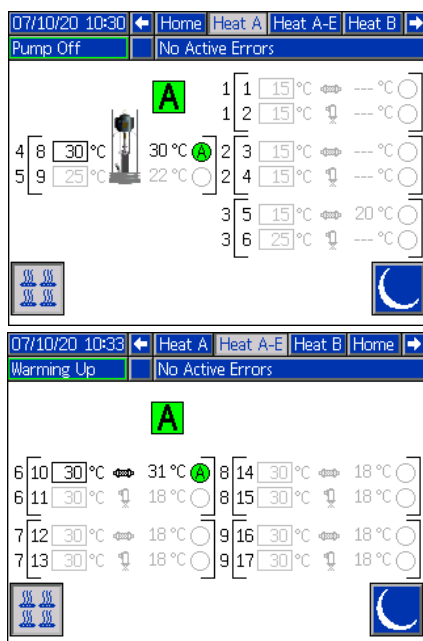 07/10/20 10:30 Home Heat A Heat A-E Heat B
Pump Off No Active Errors
A
1 1 15 °C --- °C
1 2 15 °C --- °C
4 8 30 °C 30 °C A
5 9 25 °C 22 °C
2 3 15 °C --- °C
2 4 15 °C --- °C
3 5 15 °C 20 °C
3 6 25 °C --- °C
07/10/20 10:33 Heat A Heat A-E Heat B Home
Warming Up No Active Errors
A
6 10 30 °C 31 °C A
6 11 30 °C 18 °C
7 12 30 °C 18 °C
7 13 30 °C 18 °C
8 14 30 °C 18 °C
8 15 30 °C 18 °C
9 16 30 °C 18 °C
9 17 30 °C 18 °C